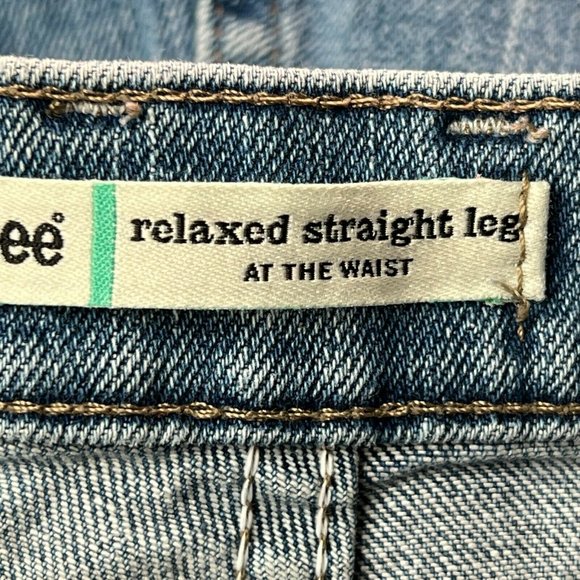 ee°
relaxed straight leg
AT THE WAIST